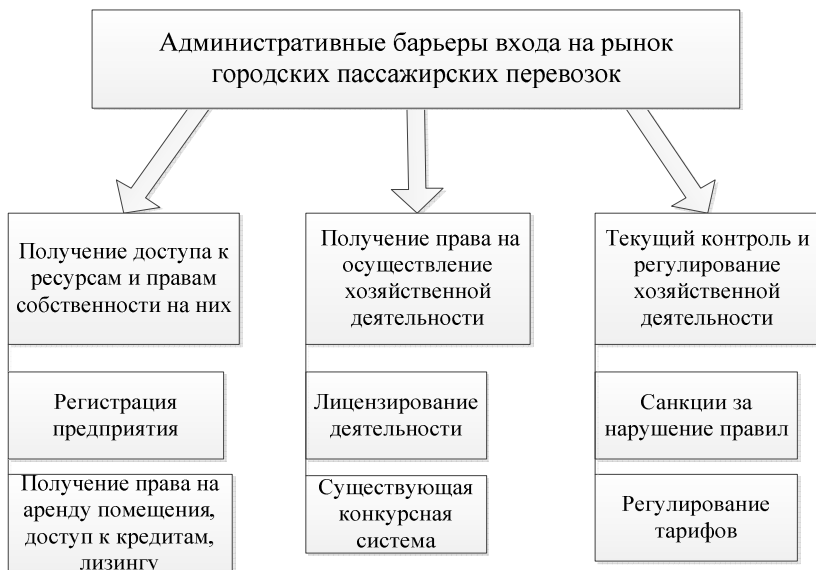 Административные барьеры входа на рынок
городских пассажирских перевозок
Получение доступа к
ресурсам и правам
собственности на них
Регистрация
предприятия
Получение права на
аренду помещения,
доступ к кредитам,
лизингу
Получение права на
осуществление
хозяйственной
деятельности
Лицензирование
деятельности
Существующая
конкурсная
система
Текущий контроль и
регулирование
хозяйственной
деятельности
Санкции за
нарушение правил
Регулирование
тарифов